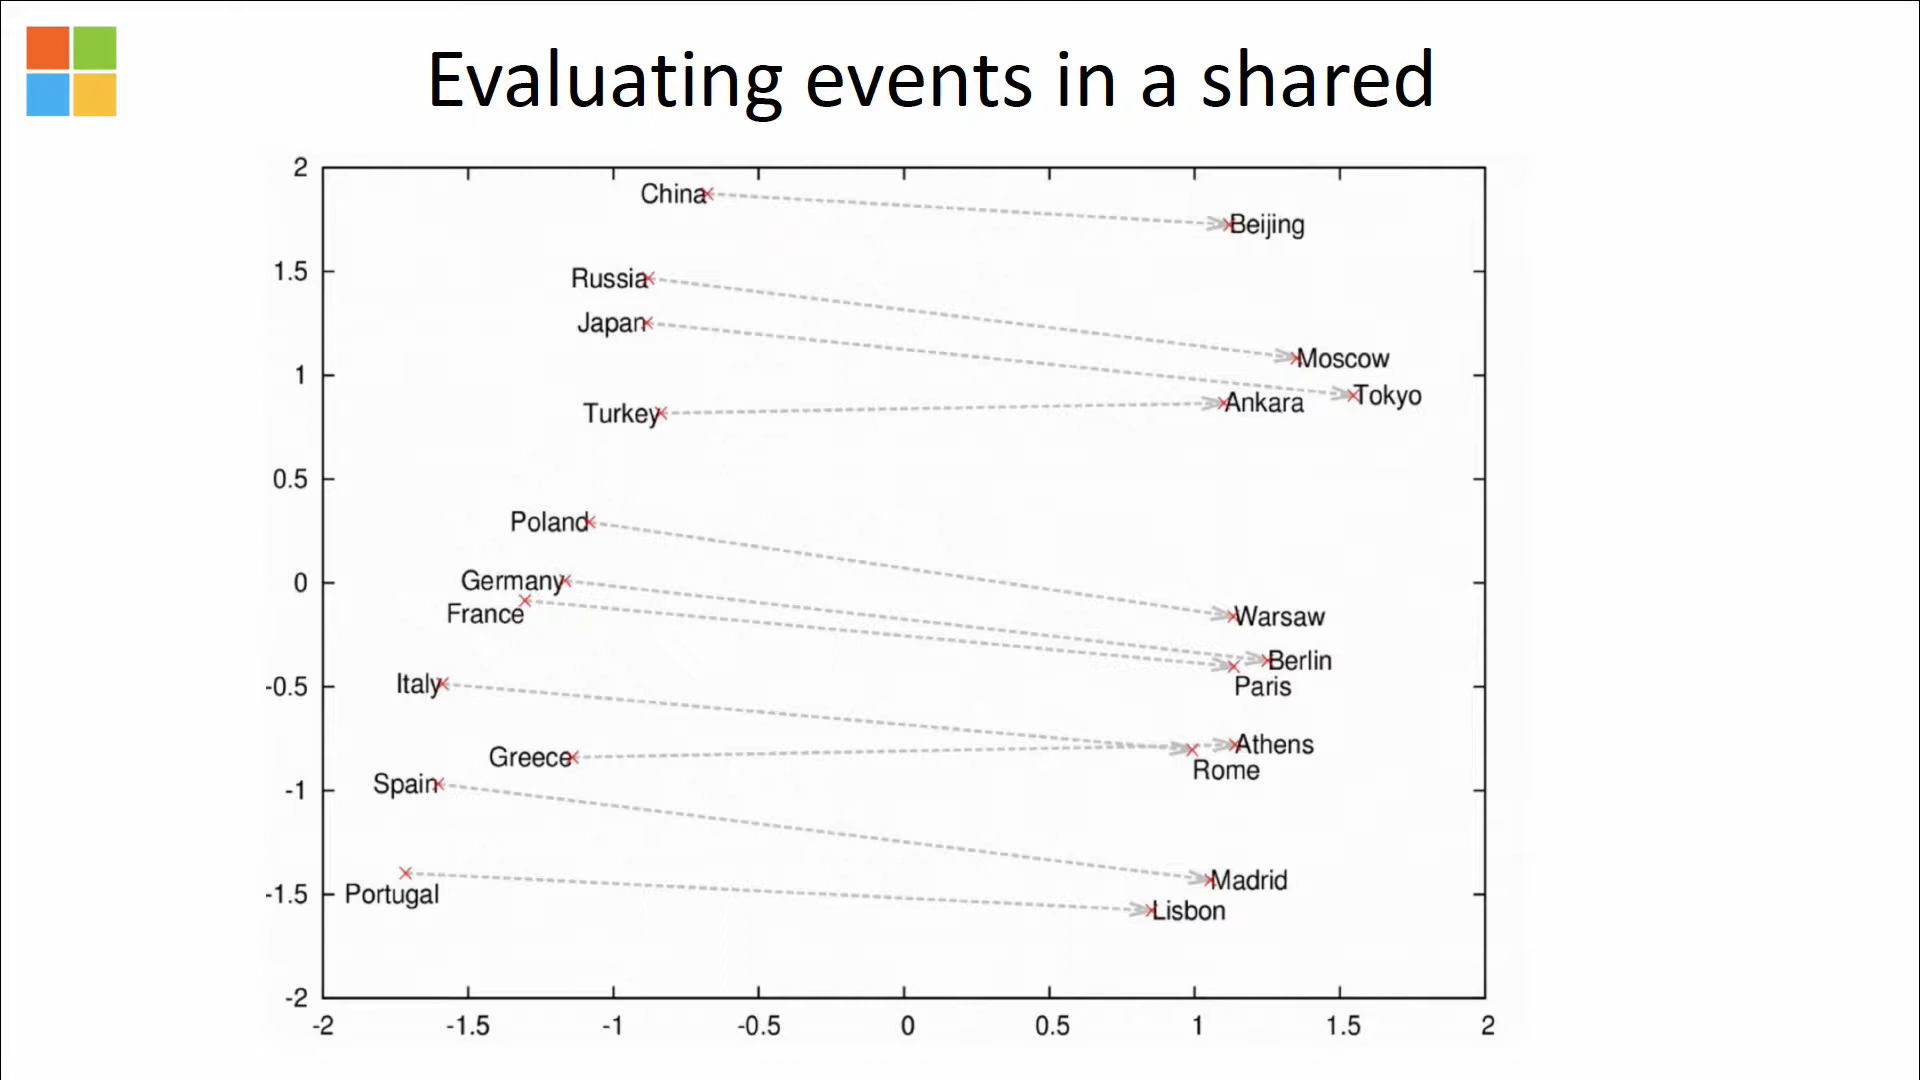 Evaluating events in a shared
2
China
Beijing
1.5
Russia
Japan
Moscow
1
Tokyo
Turkey
Ankara
0.5
Poland
Germany
0
France
Warsaw
Berlin
-0.5
Italy
Paris
Greece
Athens
Rome
Spain
-1
Madrid
-1.5
Portugal
Lisbon
-2
-2 -1.5 -1 -0.5 0 0.5 1 1.5 2